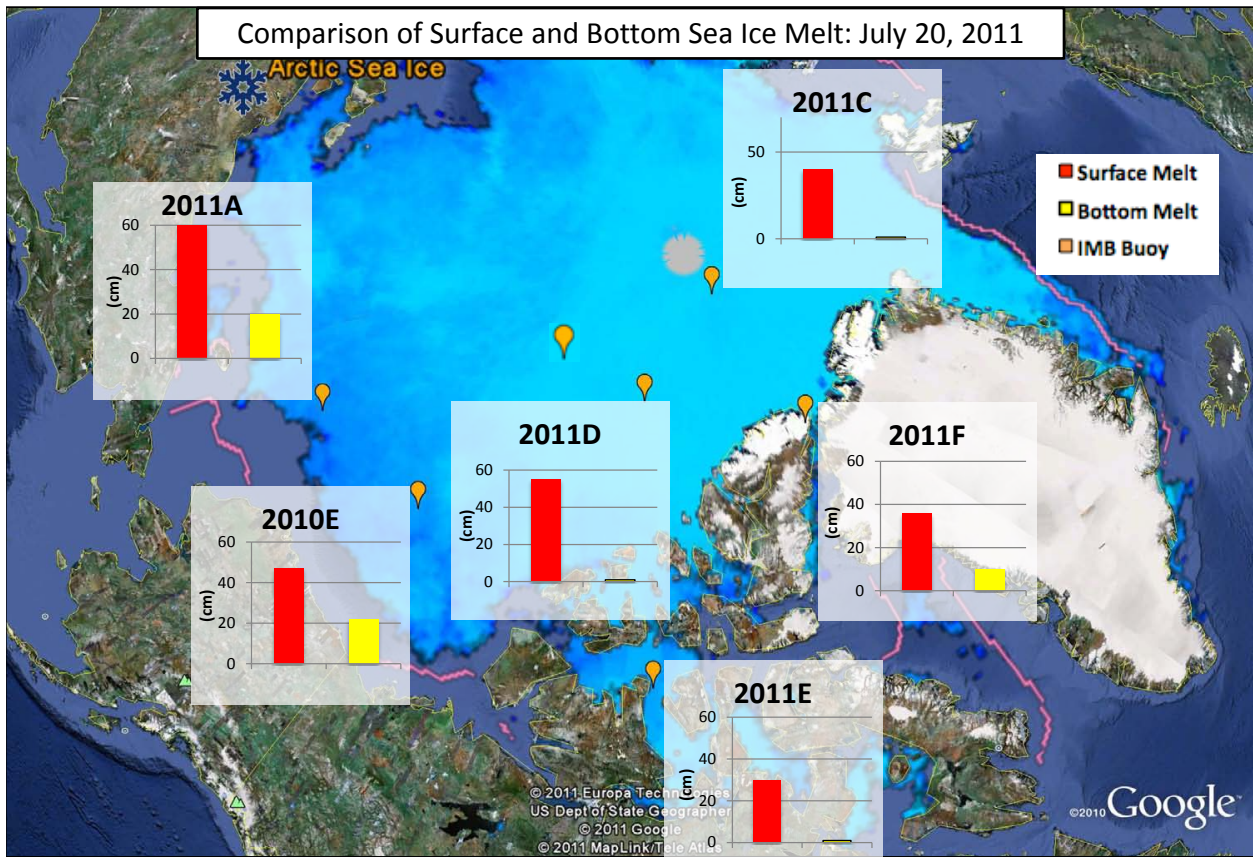 Comparison of Surface and Bottom Sea Ice Melt: July 20, 2011
Arctic Sea Ice
2011C
50
0
(cm)
Surface Melt
Bottom Melt
IMB Buoy
2011A
60
40
20
0
(cm)
2011D
60
40
20
0
(cm)
2011F
60
40
20
0
(cm)
2010E
60
40
20
0
(cm)
2011E
60
40
20
0
(cm)
© 2011 Europa Technologies
US Dept of State Geographer
© 2011 Google
© 2011 MapLink/Tele Atlas
©2010 Google™